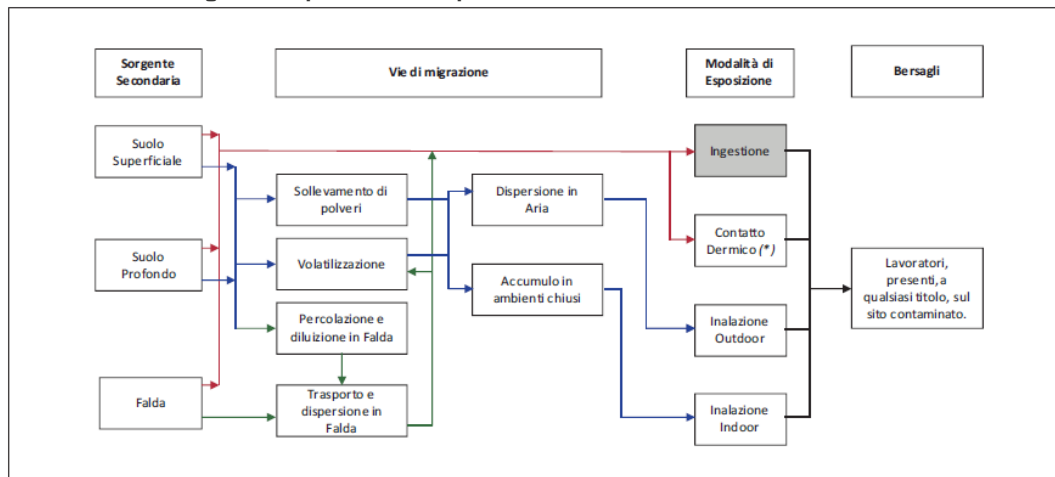 Sorgente
Secondaria
Vie di migrazione
Modalità di
Esposizione
Bersagli
Suolo
Superficiale
Ingestione
Sollevamento di
polveri
Dispersione in
Aria
Contatto
Dermico (*)
Suolo
Profondo
Volatilizzazione
Accumulo in
ambienti chiusi
Lavoratori,
presenti, a
qualsiasi titolo, sul
sito contaminato.
Percolazione e
diluizione in Falda
Inalazione
Outdoor
Falda
Trasporto e
dispersione in
Falda
Inalazione
Indoor